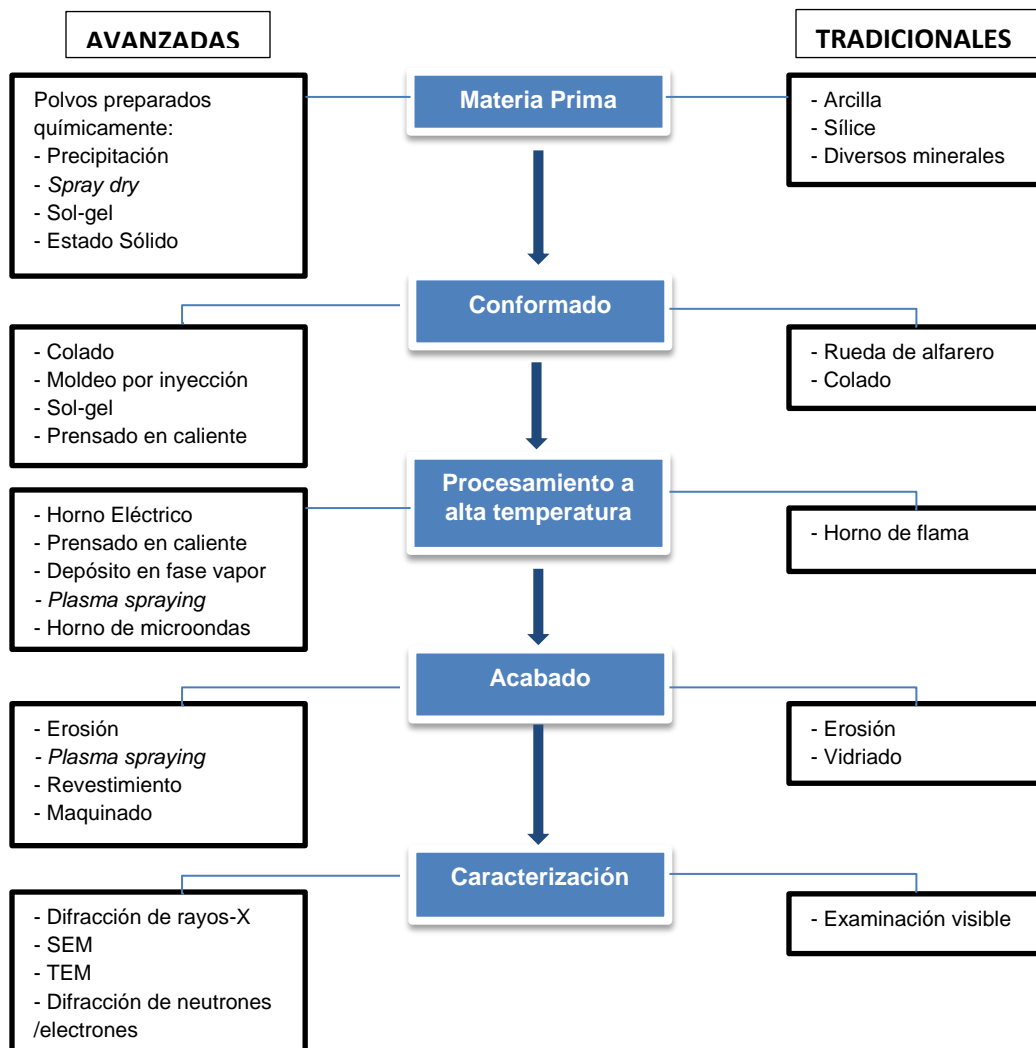 AVANZADAS
TRADICIONALES
Polvos preparados
químicamente:
- Precipitación
- Spray dry
- Sol-gel
- Estado Sólido
Materia Prima
- Arcilla
- Sílice
- Diversos minerales
Conformado
- Colado
- Moldeo por inyección
- Sol-gel
- Prensado en caliente
- Rueda de alfarero
- Colado
Procesamiento a
alta temperatura
- Horno Eléctrico
- Prensado en caliente
- Depósito en fase vapor
- Plasma spraying
- Horno de microondas
- Horno de flama
Acabado
- Erosión
- Plasma spraying
- Revestimiento
- Maquinado
- Erosión
- Vidriado
Caracterización
- Difracción de rayos-X
- SEM
- TEM
- Difracción de neutrones
/electrones
- Examinación visible